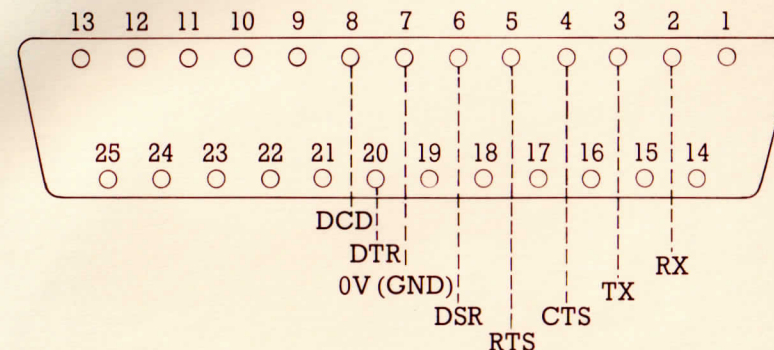 13 12 11 10 9 8 7 6 5 4 3 2 1
25 24 23 22 21 20 19 18 17 16 15 14
DCD
DTR
RX
0V (GND)
TX
DSR
CTS
RTS